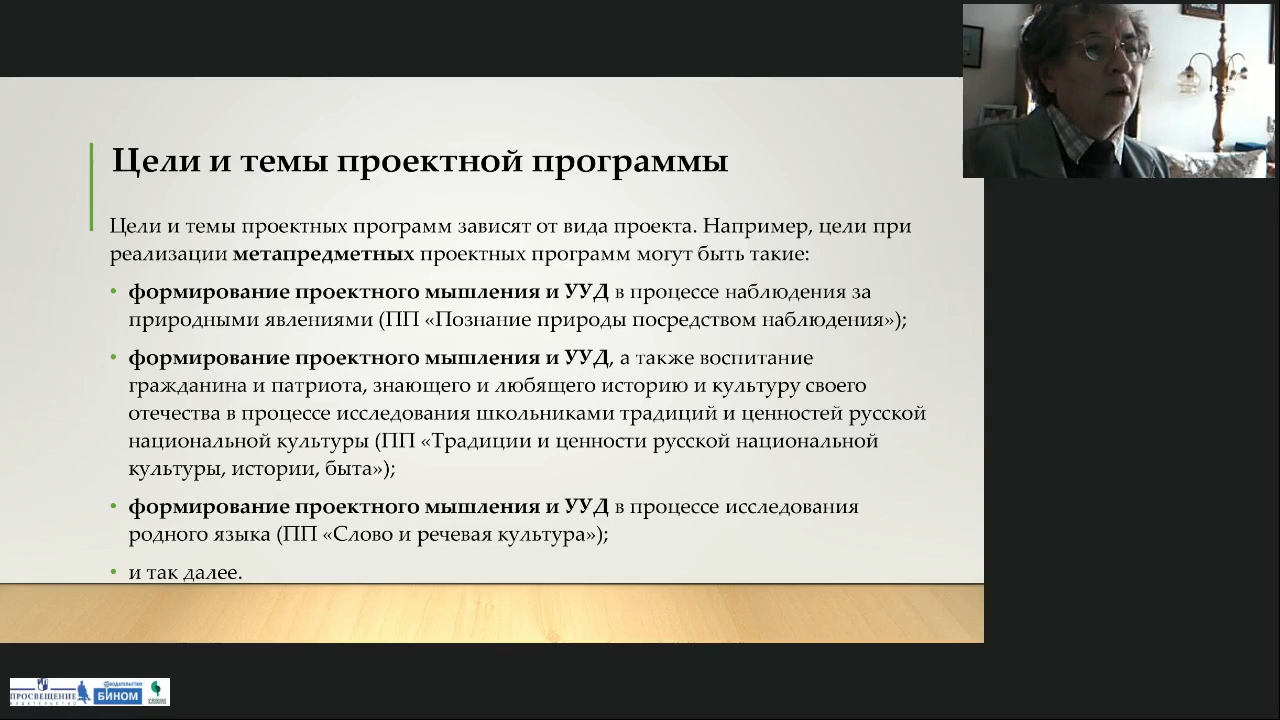 Цели и темы проектной программы
Цели и темы проектных программ зависят от вида проекта. Например, цели при
реализации метапредметных проектных программ могут быть такие:
• формирование проектного мышления и УУД в процессе наблюдения за
природными явлениями (ПП «Познание природы посредством наблюдения»);
• формирование проектного мышления и УУД, а также воспитание
гражданина и патриота, знающего и любящего историю и культуру своего
отечества в процессе исследования школьниками традиций и ценностей русской
национальной культуры (ПП «Традиции и ценности русской национальной
культуры, истории, быта»);
• формирование проектного мышления и УУД в процессе исследования
родного языка (ПП «Слово и речевая культура»);
• и так далее.
ПРОСВЕЩЕНИЕ
ИЗДАТЕЛЬСТВО
ИЗДАТЕЛЬСТВО
БИНОМ